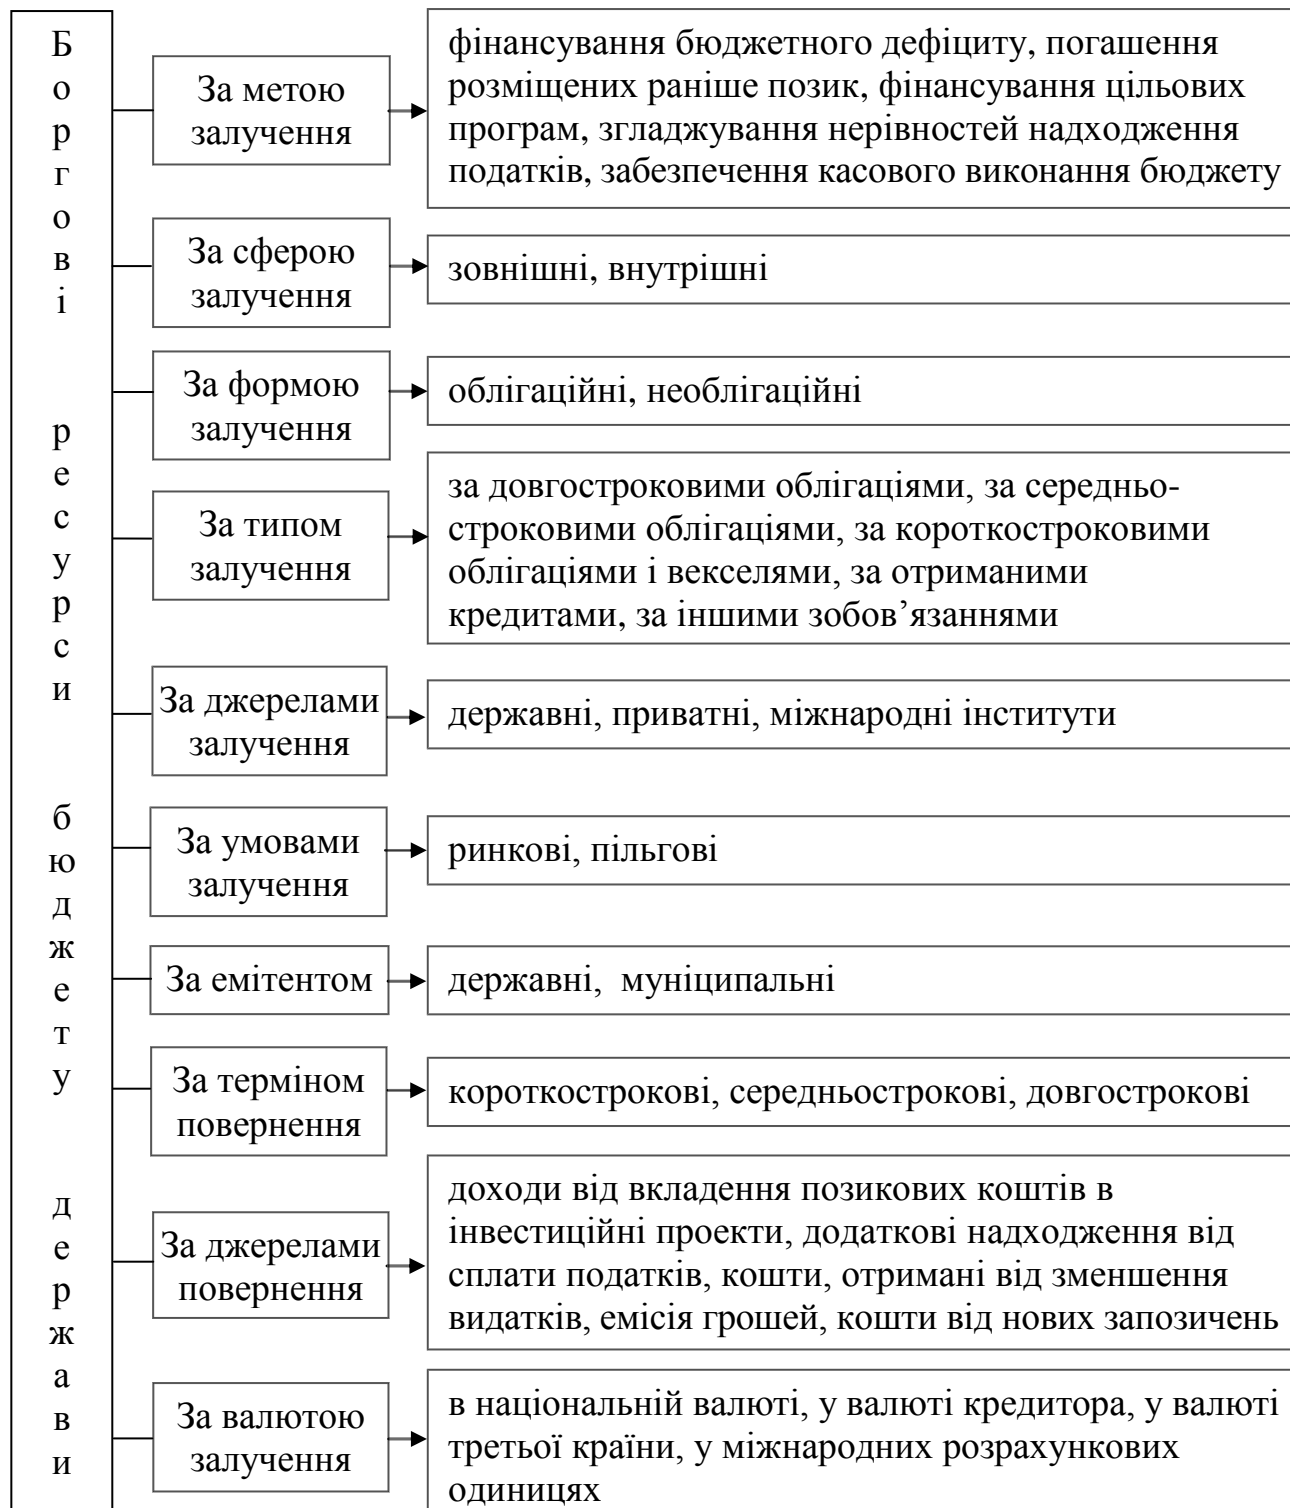 Боргові ресурси бюджету держави
За метою
залучення
фінансування бюджетного дефіциту, погашення
розміщених раніше позик, фінансування цільових
програм, згладжування нерівностей надходження
податків, забезпечення касового виконання бюджету
За сферою
залучення
зовнішні, внутрішні
За формою
залучення
облігаційні, необлігаційні
За типом
залучення
за довгостроковими облігаціями, за середньо-
строковими облігаціями, за короткостроковими
облігаціями і векселями, за отриманими
кредитами, за іншими зобов’язаннями
За джерелами
залучення
державні, приватні, міжнародні інститути
За умовами
залучення
ринкові, пільгові
За емітентом
державні, муніципальні
За терміном
повернення
короткострокові, середньострокові, довгострокові
За джерелами
повернення
доходи від вкладення позикових коштів в
інвестиційні проекти, додаткові надходження від
сплати податків, кошти, отримані від зменшення
видатків, емісія грошей, кошти від нових запозичень
За валютою
залучення
в національній валюті, у валюті кредитора, у валюті
третьої країни, у міжнародних розрахункових
одиницях